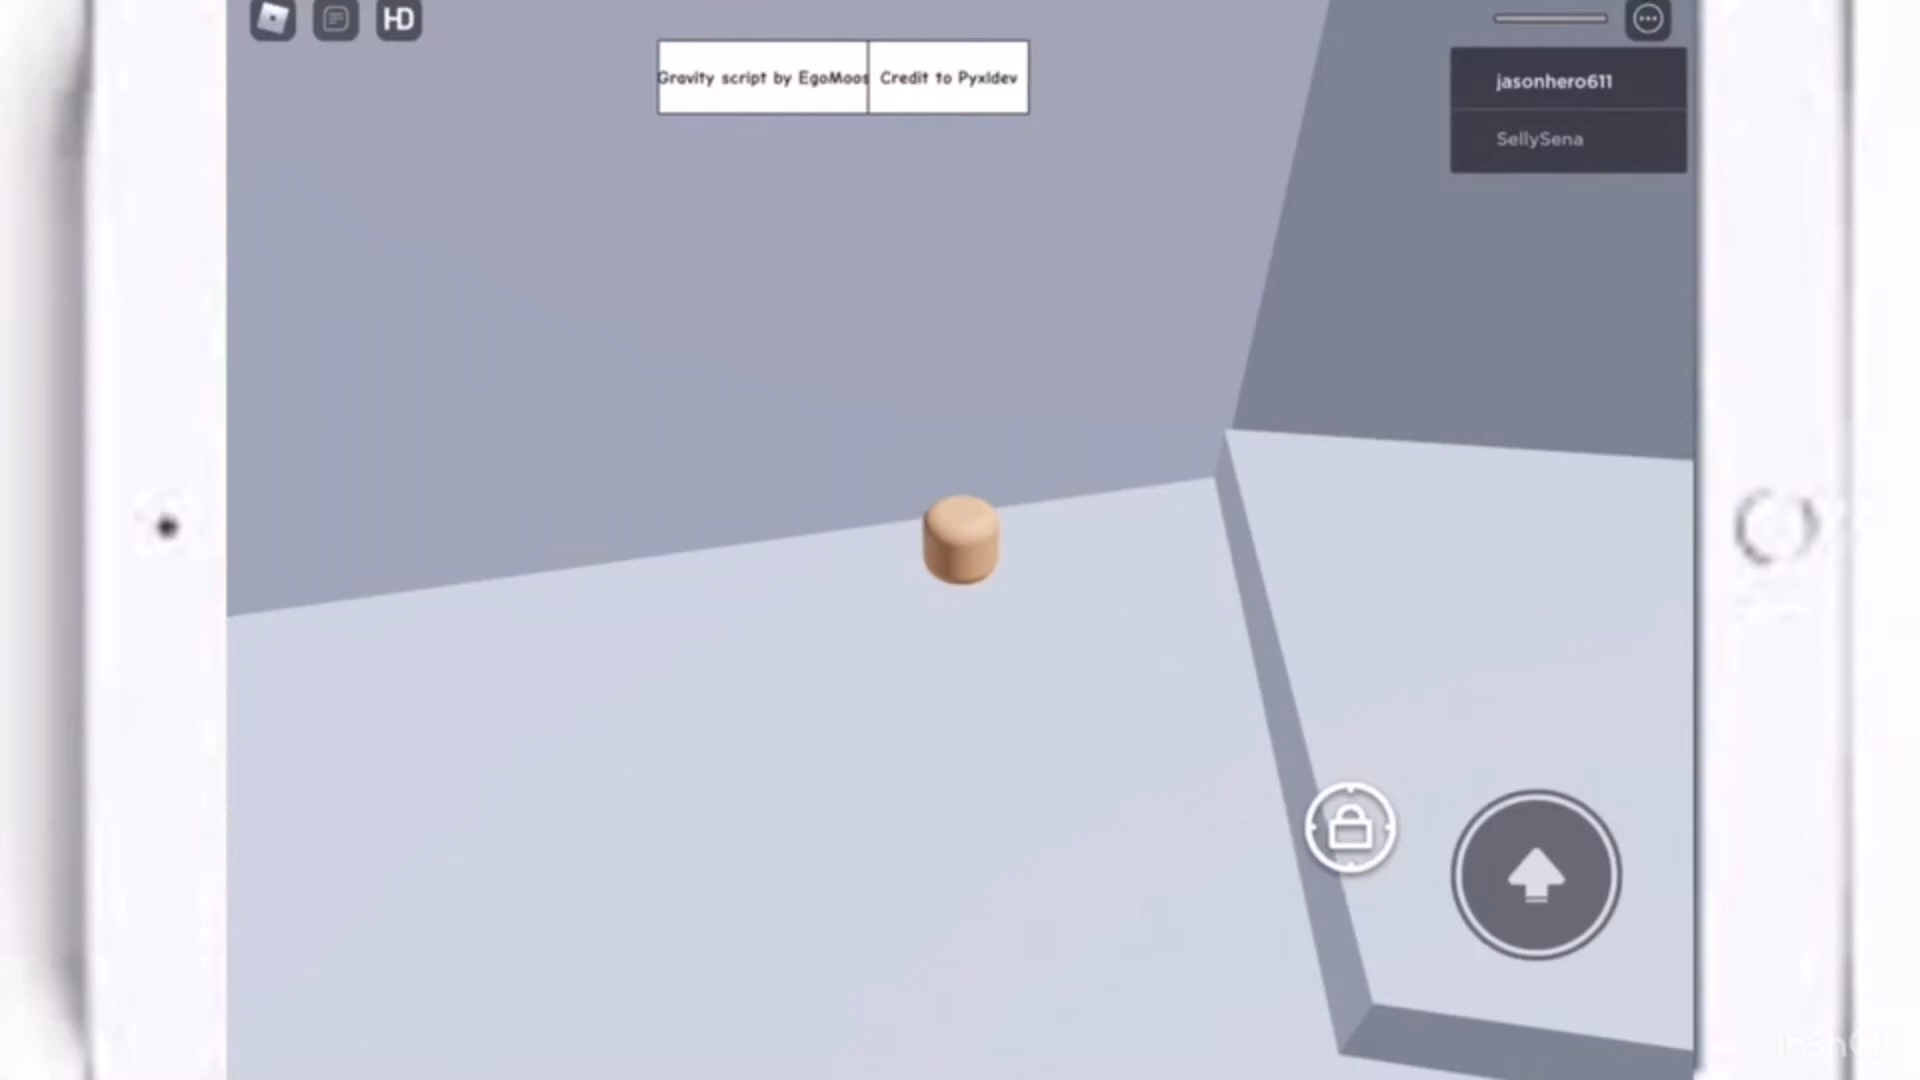 HD
Gravity script by EgoMoos
Credit to Pyxldev
jasonhero611
SellySena